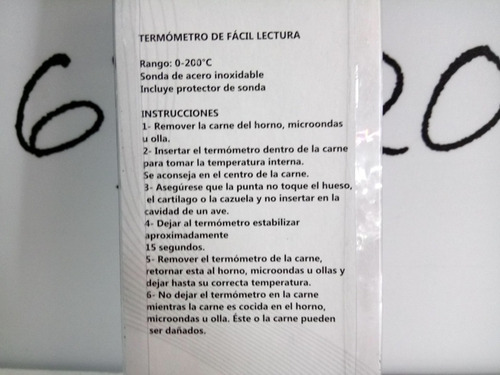 TERMÓMETRO DE FÁCIL LECTURA
Rango: 0-200°C
Sonda de acero inoxidable
Incluye protector de sonda
INSTRUCCIONES
1- Remover la carne del horno, microondas
u olla.
2- Insertar el termómetro dentro de la carne
para tomar la temperatura interna.
Se aconseja en el centro de la carne.
3- Asegúrese que la punta no toque el hueso,
el cartilago o la cazuela y no insertar en la
cavidad de un ave.
4- Dejar al termómetro estabilizar
aproximadamente
15 segundos.
5- Remover el termómetro de la carne,
retornar esta al horno, microondas u ollas y
dejar hasta su correcta temperatura.
6- No dejar el termómetro en la carne
mientras la carne es cocida en el horno,
microondas u olla. Éste o la carne pueden
ser dañados.
6
20